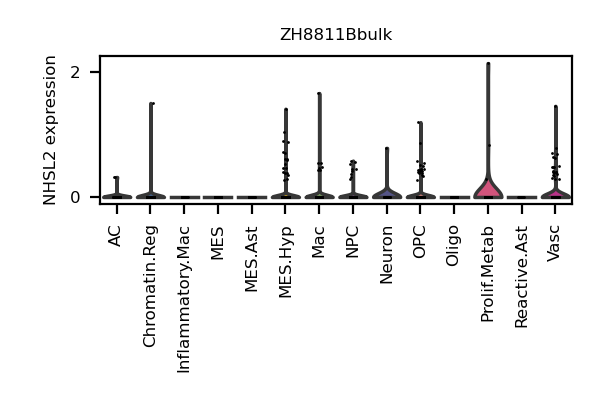 ZH8811Bbulk
NHSL2 expression
2
0
AC
Chromatin.Reg
Inflammatory.Mac
MES
MES.Ast
MES.Hyp
Mac
NPC
Neuron
OPC
Oligo
Prolif.Metab
Reactive.Ast
Vasc